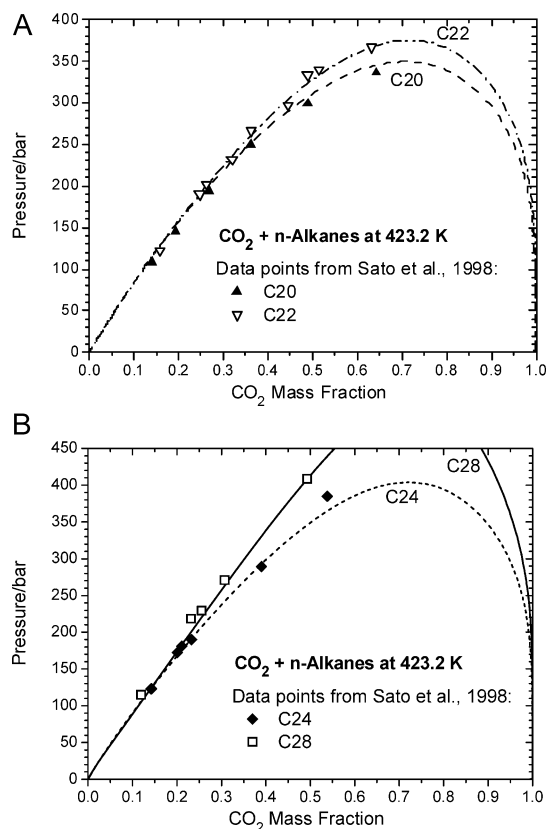 A
400
350
300
250
200
150
100
50
0
Pressure/bar
C22
C20
CO2 + n-Alkanes at 423.2 K
Data points from Sato et al., 1998:
C20
C22
0.0 0.1 0.2 0.3 0.4 0.5 0.6 0.7 0.8 0.9 1.0
CO2 Mass Fraction
B
450
400
350
300
250
200
150
100
50
0
Pressure/bar
C28
C24
CO2 + n-Alkanes at 423.2 K
Data points from Sato et al., 1998:
C24
C28
0.0 0.1 0.2 0.3 0.4 0.5 0.6 0.7 0.8 0.9 1.0
CO2 Mass Fraction